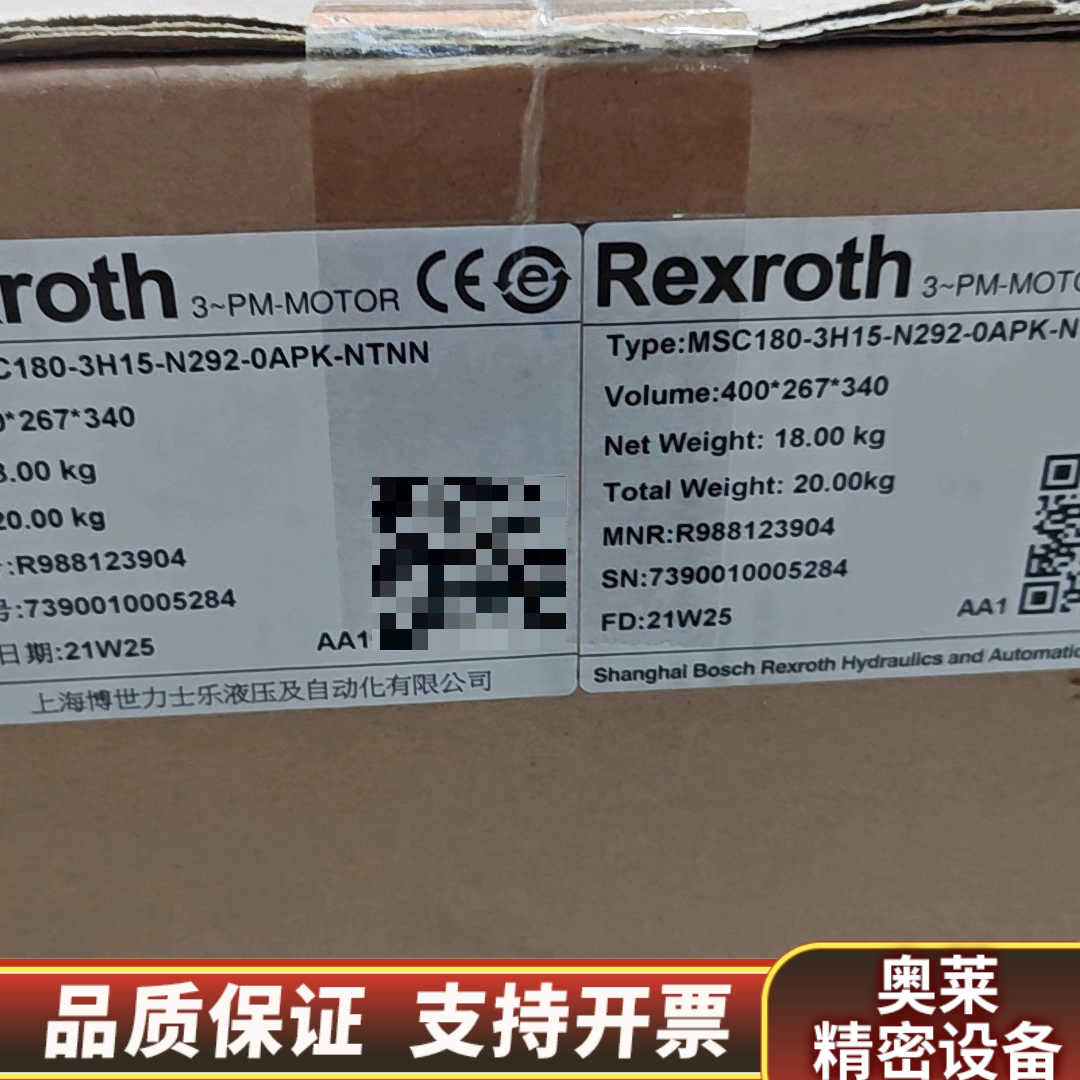 roth 3~PM-MOTOR CE e
C180-3H15-N292-0APK-NTNN
*267*340
.00 kg
20.00 kg
:R988123904
号:7390010005284
日期:21W25
AA1
上海博世力士乐液压及自动化有限公司
Rexroth 3~PM-MOTO
Type:MSC180-3H15-N292-0APK-N
Volume:400*267*340
Net Weight: 18.00 kg
Total Weight: 20.00kg
MNR:R988123904
SN:7390010005284
FD:21W25
AA1
Shanghai Bosch Rexroth Hydraulics and Automatic
品质保证 支持开票
奥莱
精密设备